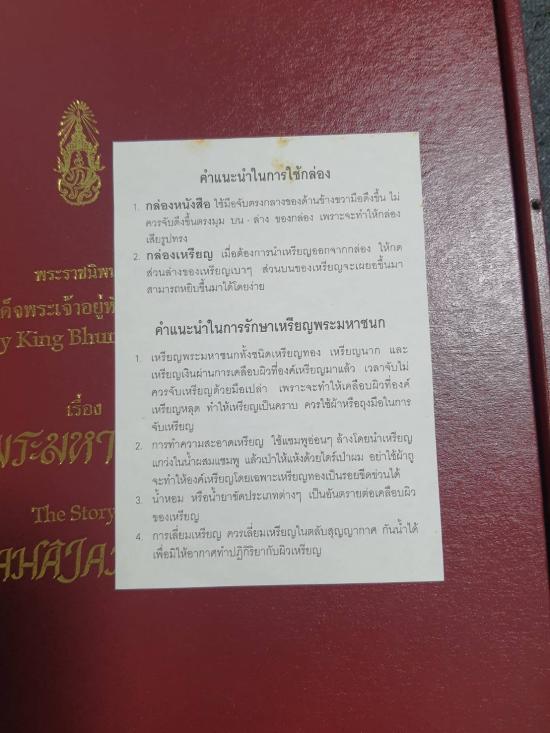 คำแนะนำในการใช้กล่อง
1. กล่องหนังสือ ใช้มือจับตรงกลางของด้านข้างขวามือดึงขึ้น ไม่
ควรจับดึงขึ้นตรงมุม บน - ล่าง ของกล่อง เพราะจะทำให้กล่อง
เสียรูปทรง
2. กล่องเหรียญ เมื่อต้องการนำเหรียญออกจากกล่อง ให้กด
ส่วนล่างของเหรียญเบาๆ ส่วนบนของเหรียญจะเผยอขึ้นมา
สามารถหยิบขึ้นมาได้โดยง่าย
คำแนะนำในการรักษาเหรียญพระมหาชนก
1. เหรียญพระมหาชนกทั้งชนิดเหรียญทอง เหรียญนาก และ
เหรียญเงินผ่านการเคลือบผิวที่องค์เหรียญมาแล้ว เวลาจับไม่
ควรจับเหรียญด้วยมือเปล่า เพราะจะทำให้เคลือบผิวที่องค์
เหรียญหลุด ทำให้เหรียญเป็นคราบ ควรใช้ผ้าหรือถุงมือในการ
จับเหรียญ
2. การทำความสะอาดเหรียญ ใช้แชมพูอ่อนๆ ล้างโดยนำเหรียญ
แกว่งในน้ำผสมแชมพู แล้วเป่าให้แห้งด้วยไดร์เป่าผม อย่าใช้ผ้าถู
จะทำให้องค์เหรียญโดยเฉพาะเหรียญทองเป็นรอยขีดข่วนได้
3. น้ำหอม หรือน้ำยาขัดประเภทต่างๆ เป็นอันตรายต่อเคลือบผิว
ของเหรียญ
4. การเลี่ยมเหรียญ ควรเลี่ยมเหรียญในตลับสุญญากาศ กันน้ำได้
เพื่อมิให้อากาศทำปฏิกิริยากับผิวเหรียญ
พระราชนิพน
ด็จพระเจ้าอยู่หั
y King Bhum
เรื่อง
พระมหา
The Story